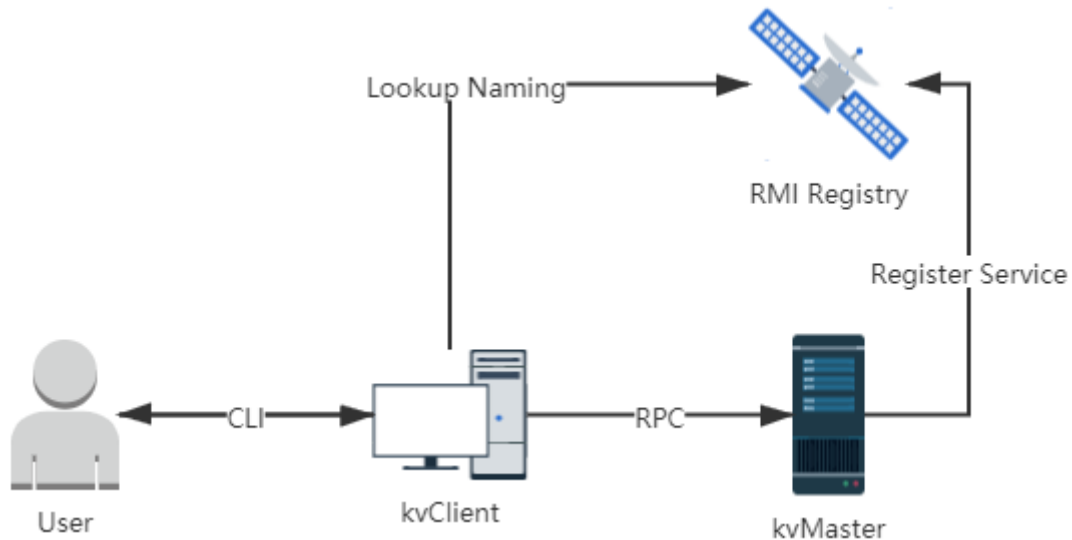 Lookup Naming
RMI Registry
Register Service
CLI
RPC
User
kvClient
kvMaster